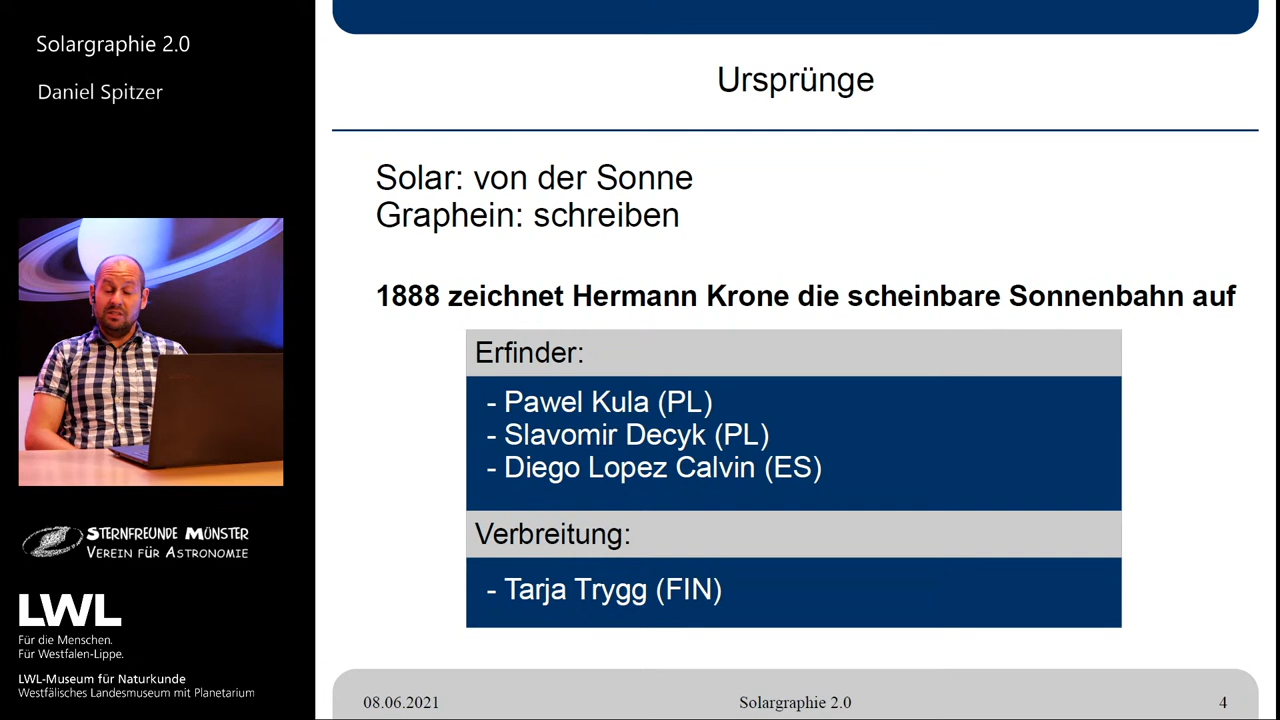 Solargraphie 2.0
Daniel Spitzer
STERNFREUNDE MÜNSTER
VEREIN FÜR ASTRONOMIE
LWL
Für die Menschen.
Für Westfalen-Lippe.
LWL-Museum für Naturkunde
Westfälisches Landesmuseum mit Planetarium
Ursprünge
Solar: von der Sonne
Graphein: schreiben
1888 zeichnet Hermann Krone die scheinbare Sonnenbahn auf
Erfinder:
- Pawel Kula (PL)
- Slavomir Decyk (PL)
- Diego Lopez Calvin (ES)
Verbreitung:
- Tarja Trygg (FIN)
08.06.2021
Solargraphie 2.0
4